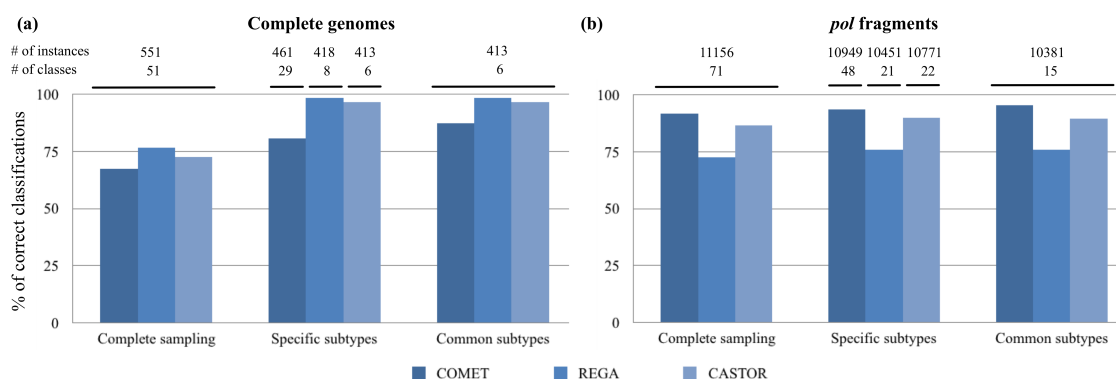 (a) Complete genomes
# of instances 551 461 418 413 413
# of classes 51 29 8 6 6
100
75
50
25
0
% of correct classifications
Complete sampling Specific subtypes Common subtypes
(b) pol fragments
11156 10949 10451 10771 10381
71 48 21 22 15
100
75
50
25
0
Complete sampling Specific subtypes Common subtypes
COMET REGA CASTOR